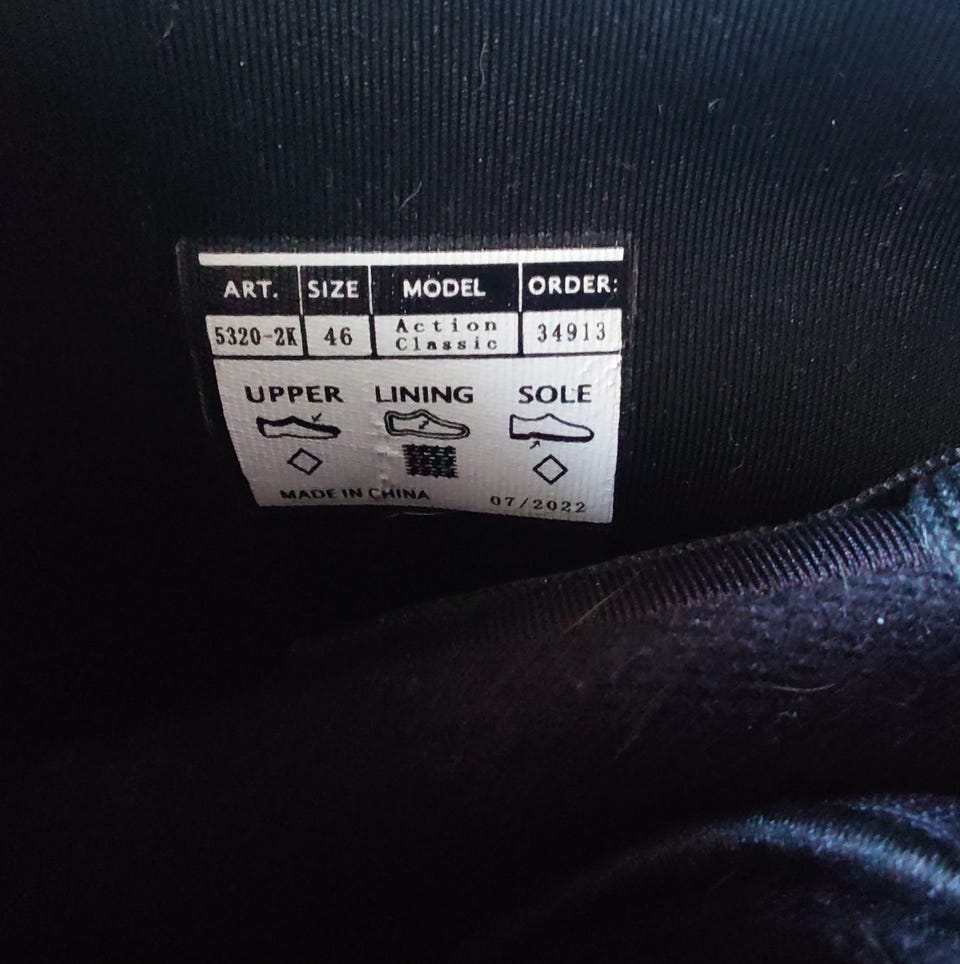 ART. SIZE MODEL ORDER:
5320-2K 46 Action Classic 34913
UPPER LINING SOLE
MADE IN CHINA 07/2022